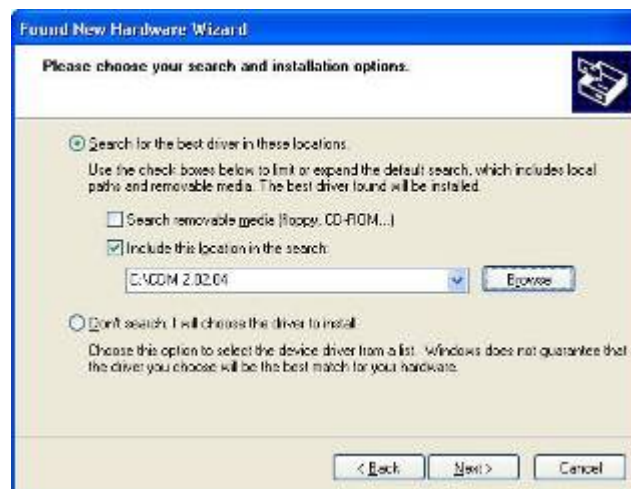 Found New Hardware Wizard
Please choose your search and installation options.
Search for the best driver in these locations.
Use the check boxes below to limit or expand the default search, which includes local
paths and removable media. The best driver found will be installed.
Search removable media (floppy, CD-ROM...)
Include this location in the search:
C:\CDM 2.02.04
Browse
Don't search. I will choose the driver to install.
Choose this option to select the device driver from a list. Windows does not guarantee that
the driver you choose will be the best match for your hardware.
< Back
Next >
Cancel